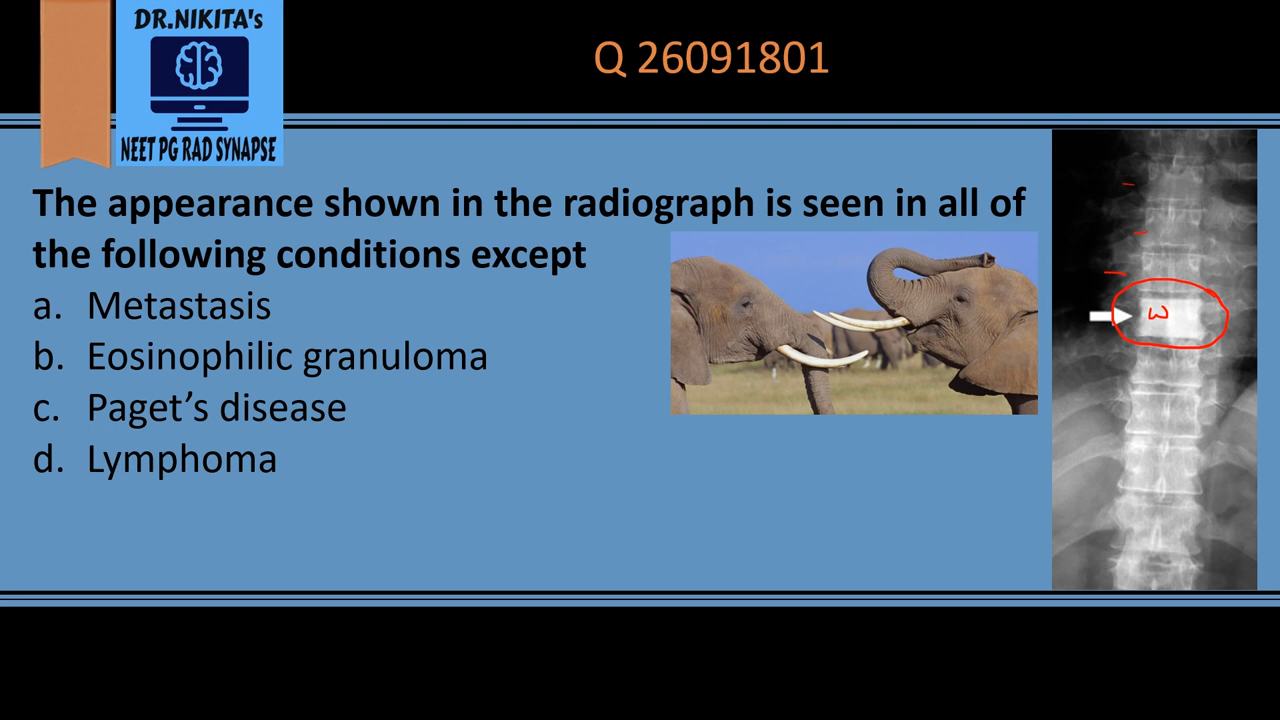 DR.NIKITA's
NEET PG RAD SYNAPSE
Q 26091801
The appearance shown in the radiograph is seen in all of
the following conditions except
a. Metastasis
b. Eosinophilic granuloma
c. Paget’s disease
d. Lymphoma